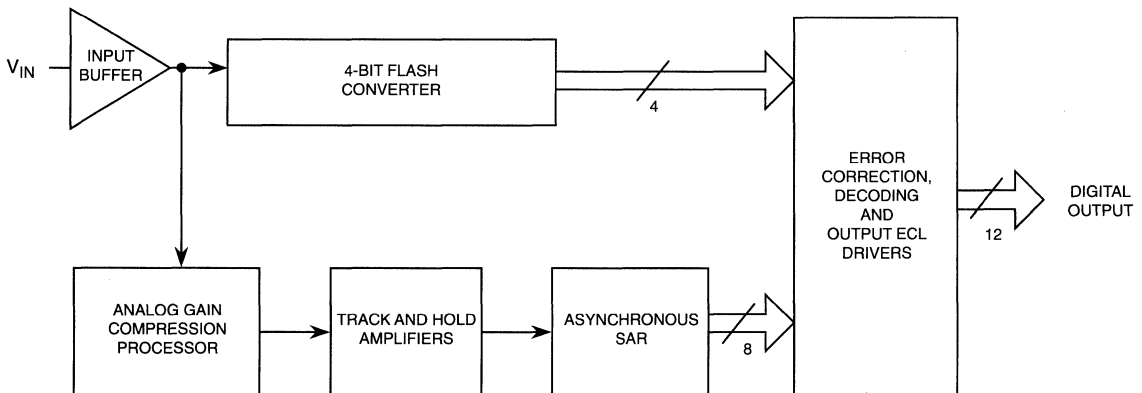 V_IN
INPUT
BUFFER
4-BIT FLASH
CONVERTER
4
ERROR
CORRECTION,
DECODING
AND
OUTPUT ECL
DRIVERS
12
DIGITAL
OUTPUT
ANALOG GAIN
COMPRESSION
PROCESSOR
TRACK AND HOLD
AMPLIFIERS
ASYNCHRONOUS
SAR
8